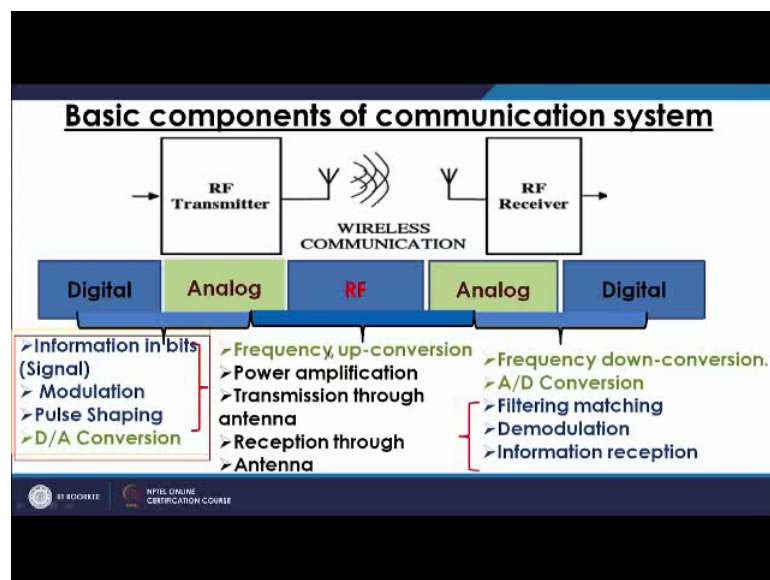 Basic components of communication system
RF
Transmitter
WIRELESS
COMMUNICATION
RF
Receiver
Digital
Analog
RF
Analog
Digital
➢Information in bits
(Signal)
➢ Modulation
➢Pulse Shaping
➢D/A Conversion
➢Frequency up-conversion
➢Power amplification
➢Transmission through
antenna
➢Reception through
➢Antenna
➢Frequency down-conversion.
➢A/D Conversion
➢Filtering matching
➢Demodulation
➢Information reception
IIT ROORKEE
NPTEL ONLINE
CERTIFICATION COURSE